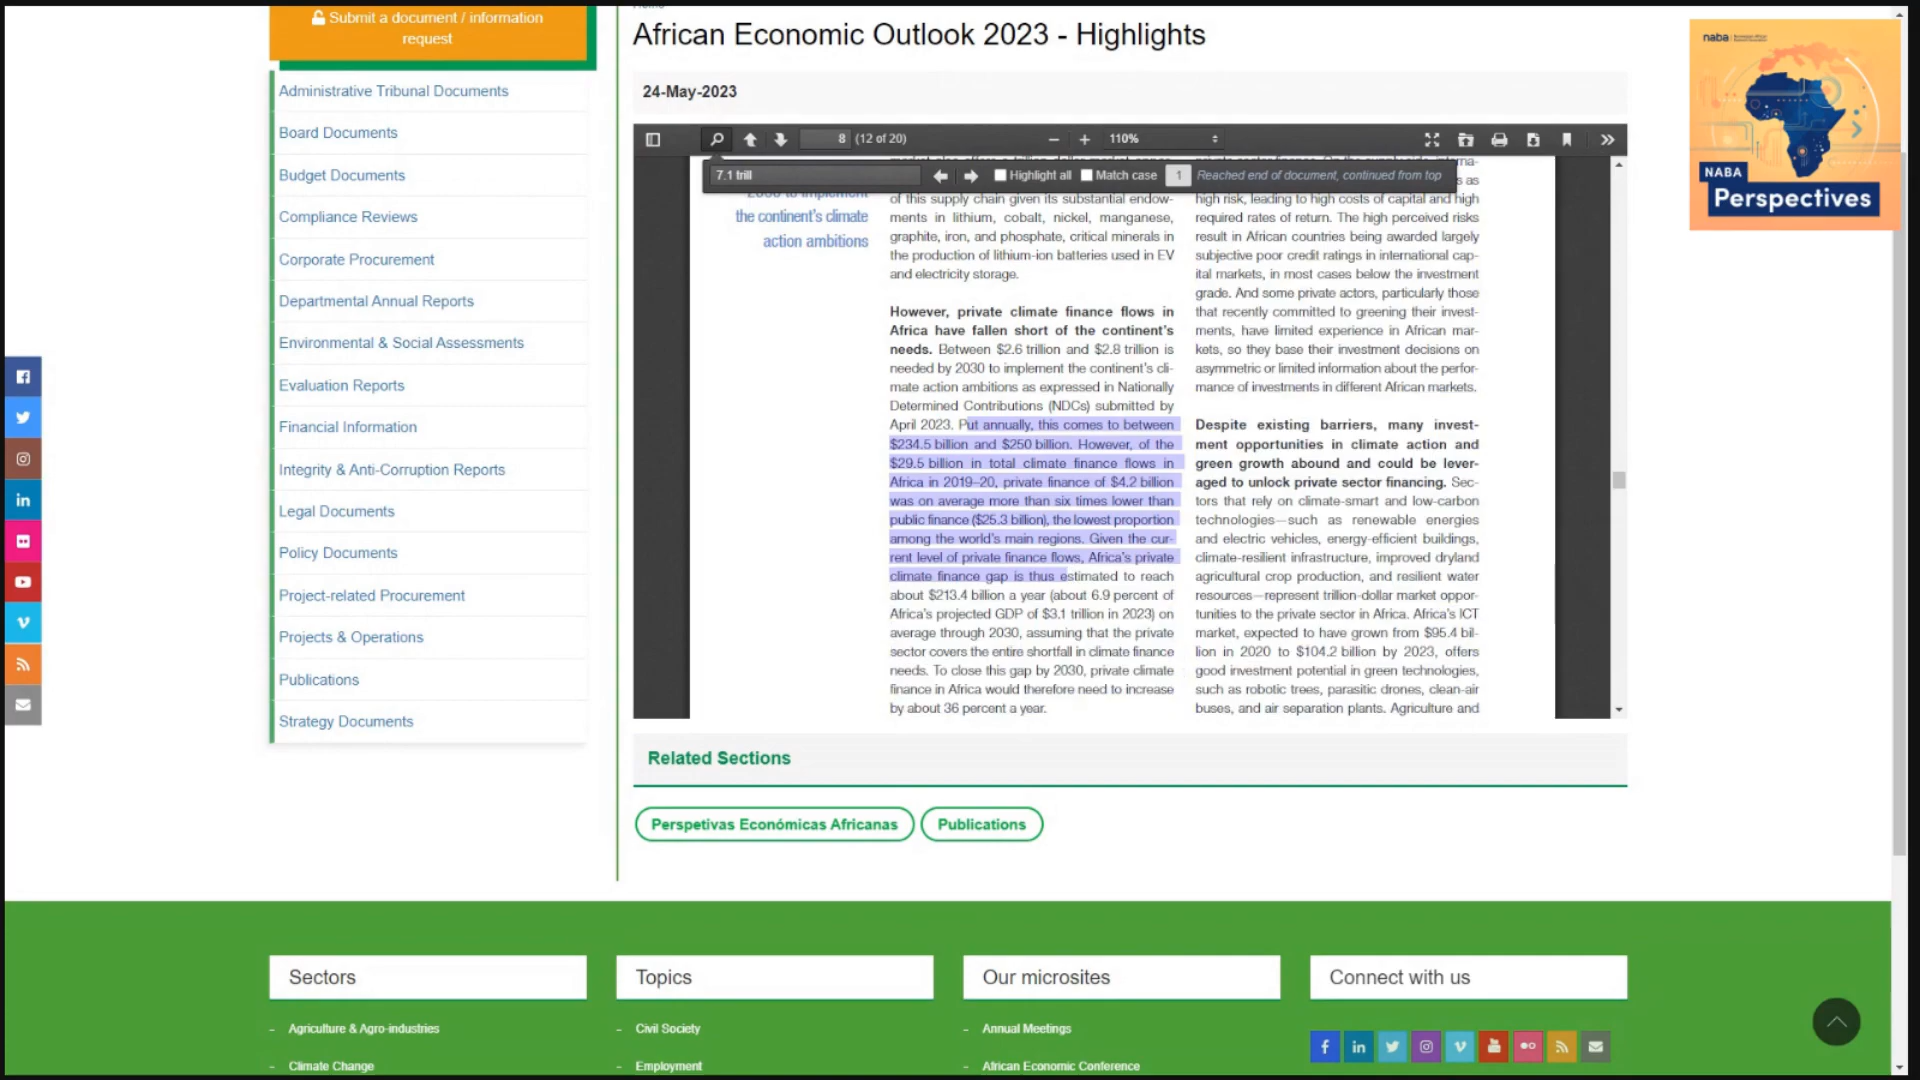 Submit a document / information
request
Administrative Tribunal Documents
Board Documents
Budget Documents
Compliance Reviews
Corporate Procurement
Departmental Annual Reports
Environmental & Social Assessments
Evaluation Reports
Financial Information
Integrity & Anti-Corruption Reports
Legal Documents
Policy Documents
Project-related Procurement
Projects & Operations
Publications
Strategy Documents
African Economic Outlook 2023 - Highlights
24-May-2023
8 (12 of 20)
110%
7.1 trill
Highlight all
Match case
1
Reached end of document, continued from top
the continent's climate
action ambitions
of this supply chain given its substantial endow-
ments in lithium, cobalt, nickel, manganese,
graphite, iron, and phosphate, critical minerals in
the production of lithium-ion batteries used in EV
and electricity storage.
However, private climate finance flows in
Africa have fallen short of the continent's
needs. Between $2.6 trillion and $2.8 trillion is
needed by 2030 to implement the continent's cli-
mate action ambitions as expressed in Nationally
Determined Contributions (NDCs) submitted by
April 2023. Put annually, this comes to between
$234.5 billion and $250 billion. However, of the
$29.5 billion in total climate finance flows in
Africa in 2019–20, private finance of $4.2 billion
was on average more than six times lower than
public finance ($25.3 billion), the lowest proportion
among the world's main regions. Given the cur-
rent level of private finance flows, Africa's private
climate finance gap is thus estimated to reach
about $213.4 billion a year (about 6.9 percent of
Africa's projected GDP of $3.1 trillion in 2023) on
average through 2030, assuming that the private
sector covers the entire shortfall in climate finance
needs. To close this gap by 2030, private climate
finance in Africa would therefore need to increase
by about 36 percent a year.
s as
high risk, leading to high costs of capital and high
required rates of return. The high perceived risks
result in African countries being awarded largely
subjective poor credit ratings in international cap-
ital markets, in most cases below the investment
grade. And some private actors, particularly those
that recently committed to greening their invest-
ments, have limited experience in African mar-
kets, so they base their investment decisions on
asymmetric or limited information about the perfor-
mance of investments in different African markets.
Despite existing barriers, many invest-
ment opportunities in climate action and
green growth abound and could be lever-
aged to unlock private sector financing. Sec-
tors that rely on climate-smart and low-carbon
technologies—such as renewable energies
and electric vehicles, energy-efficient buildings,
climate-resilient infrastructure, improved dryland
agricultural crop production, and resilient water
resources—represent trillion-dollar market oppor-
tunities to the private sector in Africa. Africa's ICT
market, expected to have grown from $95.4 bil-
lion in 2020 to $104.2 billion by 2023, offers
good investment potential in green technologies,
such as robotic trees, parasitic drones, clean-air
buses, and air separation plants. Agriculture and
naba
NABA
Perspectives
Related Sections
Perspetivas Económicas Africanas
Publications
Sectors
Agriculture & Agro-industries
Climate Change
Topics
Civil Society
Employment
Our microsites
Annual Meetings
African Economic Conference
Connect with us